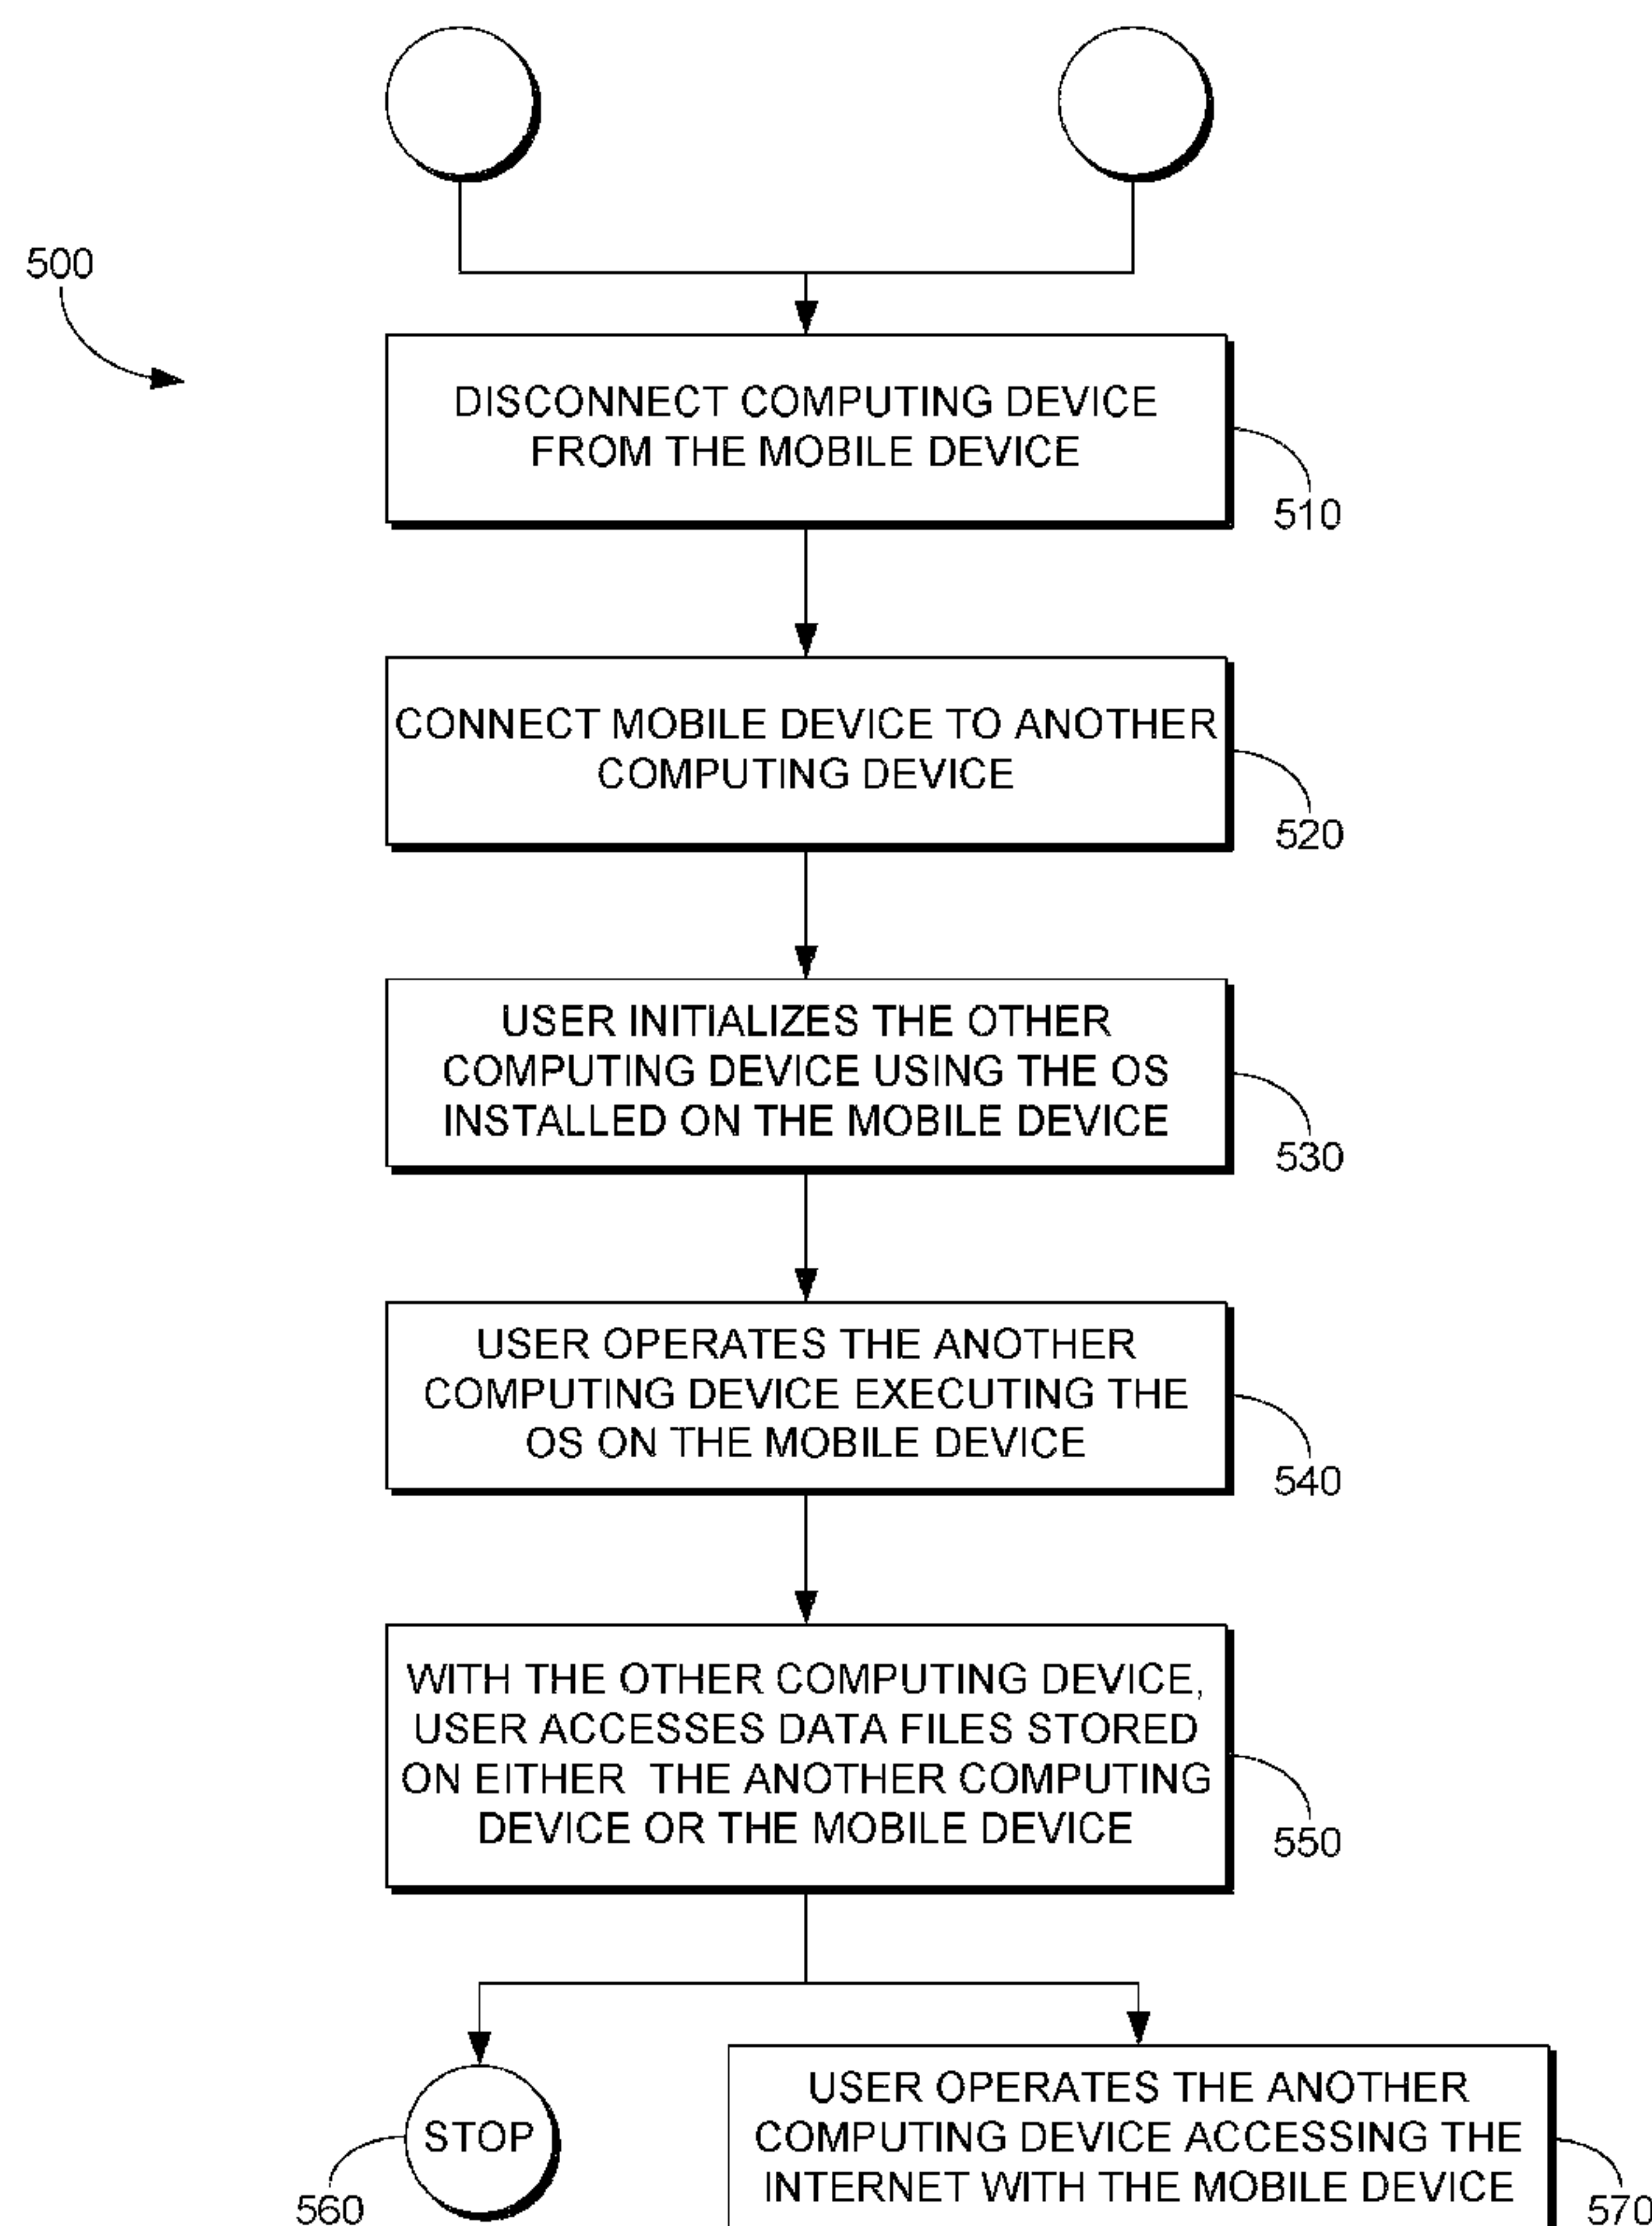 500
DISCONNECT COMPUTING DEVICE
FROM THE MOBILE DEVICE
510
CONNECT MOBILE DEVICE TO ANOTHER
COMPUTING DEVICE
520
USER INITIALIZES THE OTHER
COMPUTING DEVICE USING THE OS
INSTALLED ON THE MOBILE DEVICE
530
USER OPERATES THE ANOTHER
COMPUTING DEVICE EXECUTING THE
OS ON THE MOBILE DEVICE
540
WITH THE OTHER COMPUTING DEVICE,
USER ACCESSES DATA FILES STORED
ON EITHER THE ANOTHER COMPUTING
DEVICE OR THE MOBILE DEVICE
550
STOP
560
USER OPERATES THE ANOTHER
COMPUTING DEVICE ACCESSING THE
INTERNET WITH THE MOBILE DEVICE
570